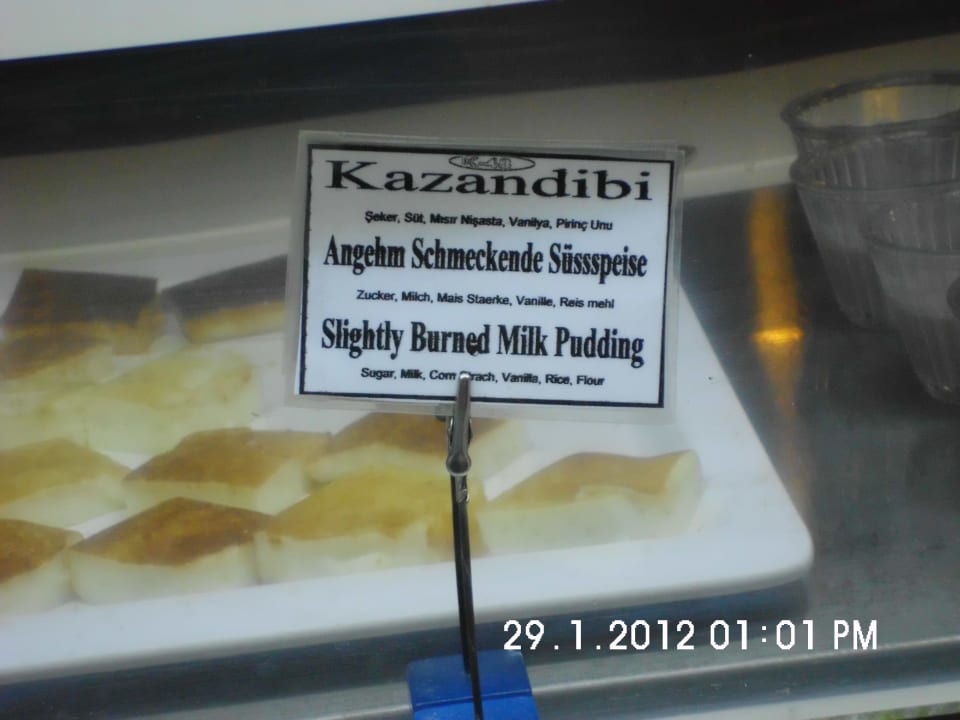 Kazandibi
Şeker, Süt, Mısır Nişasta, Vanilya, Pirinç Unu
Angehm Schmeckende Süssspeise
Zucker, Milch, Mais Staerke, Vanille, Reis mehl
Slightly Burned Milk Pudding
Sugar, Milk, Vanilla, Rice, Flour
29.1.2012 01:01 PM